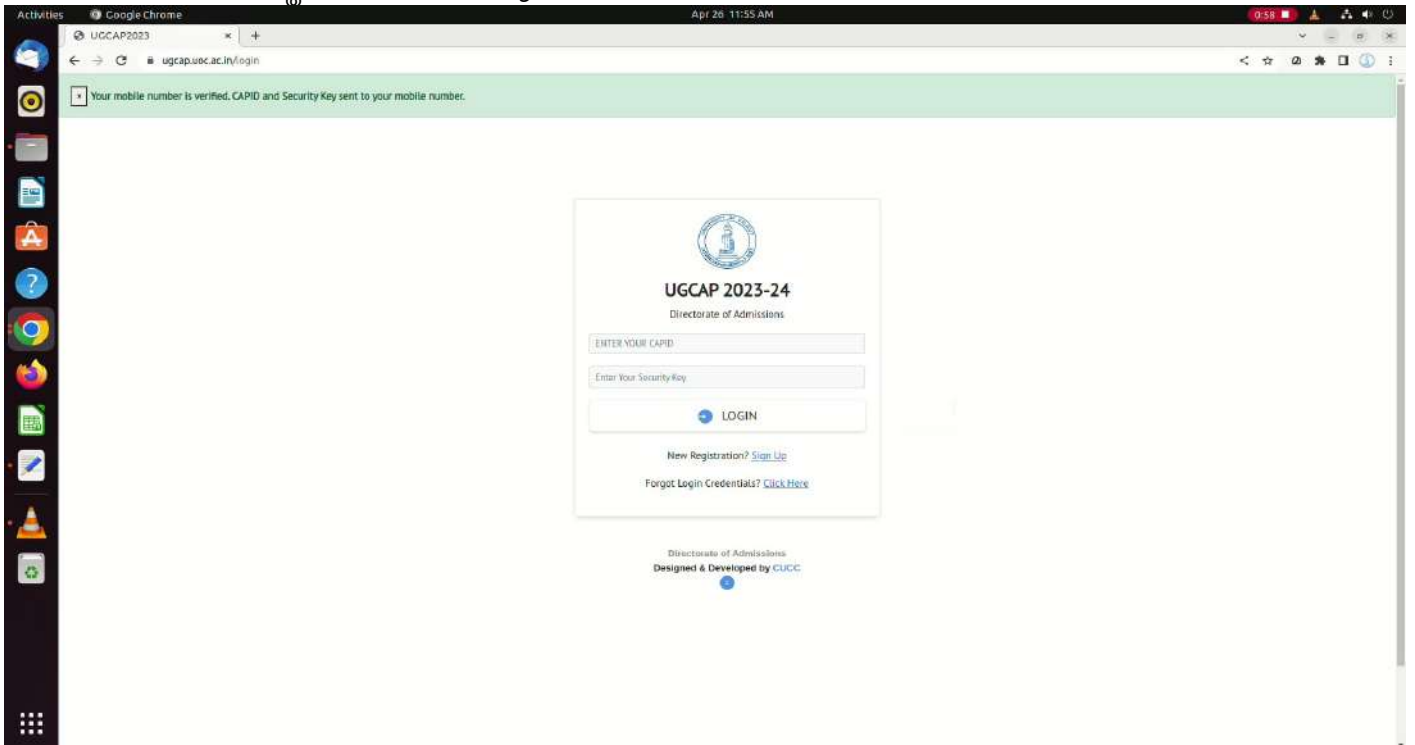 Activities Google Chrome Apr 26 11:55 AM 0:58
UGCAP2023
ugcap.uoc.ac.in/login
Your mobile number is verified. CAPID and Security Key sent to your mobile number.
UGCAP 2023-24
Directorate of Admissions
ENTER YOUR CAPID
Enter Your Security Key
LOGIN
New Registration? Sign Up
Forgot Login Credentials? Click Here
Directorate of Admissions
Designed & Developed by CUCC